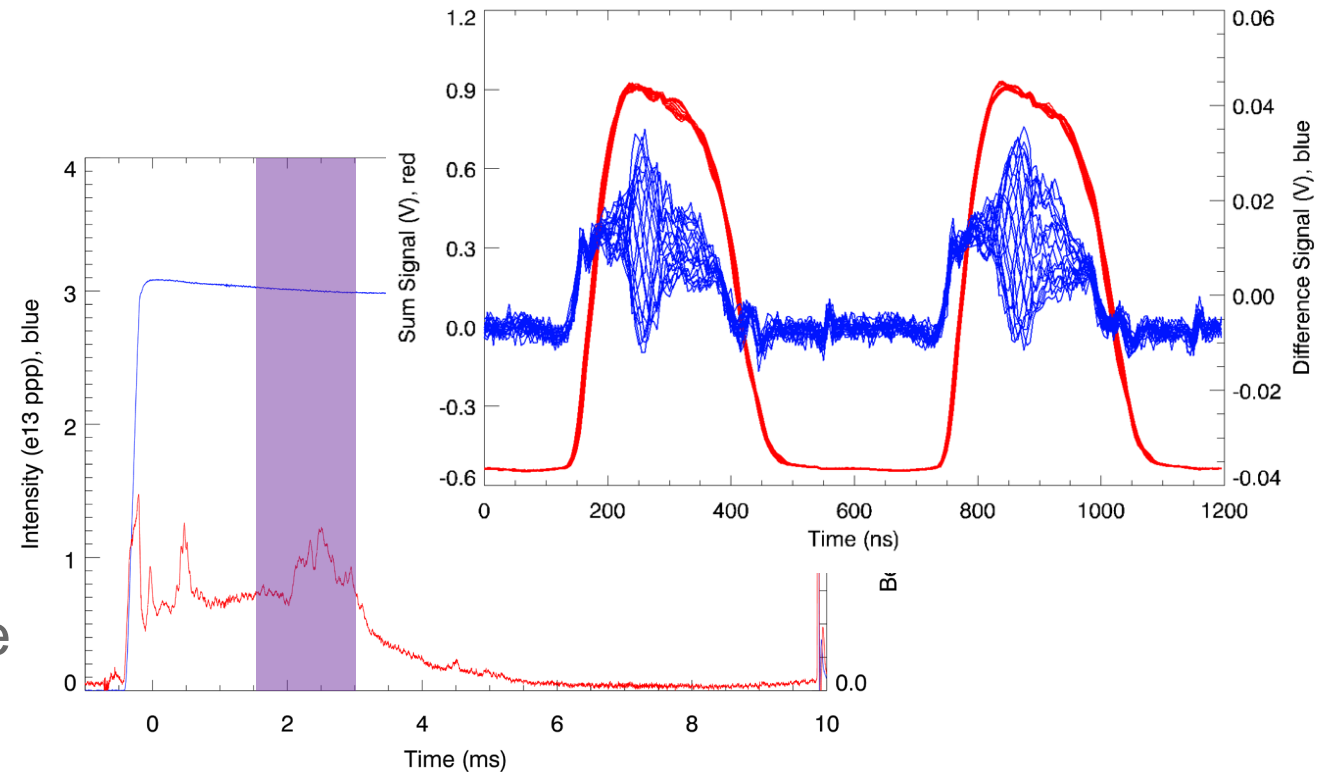 1.2
0.9
0.6
0.3
0.0
-0.3
-0.6
Sum Signal (V), red
0.06
0.04
0.02
0.00
-0.02
-0.04
Difference Signal (V), blue
0 200 400 600 800 1000 1200
Time (ns)
4
3
2
1
0
Intensity (e13 ppp), blue
e
0.0
0 2 4 6 8 10
Time (ms)